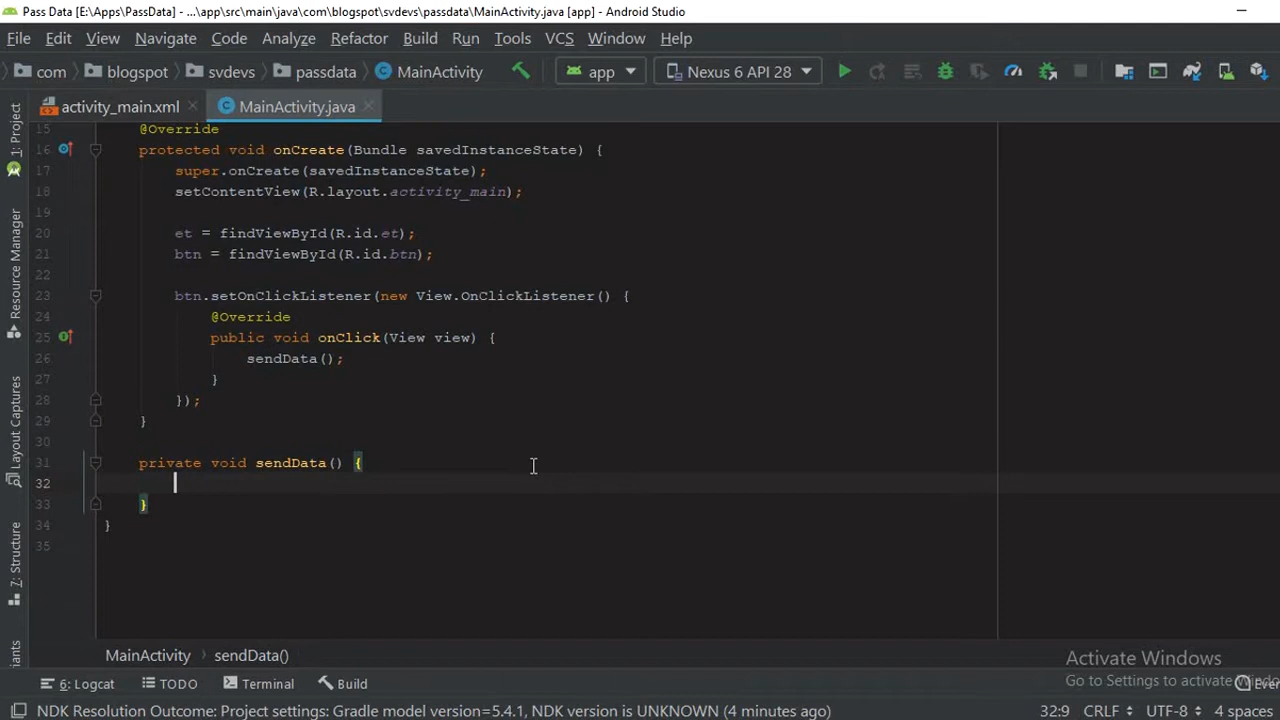 Pass Data [E:\Apps\PassData] - ...\app\src\main\java\com\blogspot\svdevs\pasdata\MainActivity.java [app] - Android Studio
File Edit View Navigate Code Analyze Refactor Build Run Tools VCS Window Help
com blogspot svdevs passdata MainActivity app Nexus 6 API 28
activity_main.xml MainActivity.java
1: Project
Resource Manager
Layout Captures
7: Structure
15 @Override
16 protected void onCreate(Bundle savedInstanceState) {
17 super.onCreate(savedInstanceState);
18 setContentView(R.layout.activity_main);
19
20 et = findViewById(R.id.et);
21 btn = findViewById(R.id.btn);
22
23 btn.setOnClickListener(new View.OnClickListener() {
24 @Override
25 public void onClick(View view) {
26 sendData();
27 }
28 });
29 }
30
31 private void sendData() {
32
33 }
34 }
35
MainActivity sendData()
Activate Windows
Go to Settings to activate Windo
6: Logcat TODO Terminal Build Ever
NDK Resolution Outcome: Project settings: Gradle model version=5.4.1, NDK version is UNKNOWN (4 minutes ago) 32:9 CRLF UTF-8 4 spaces